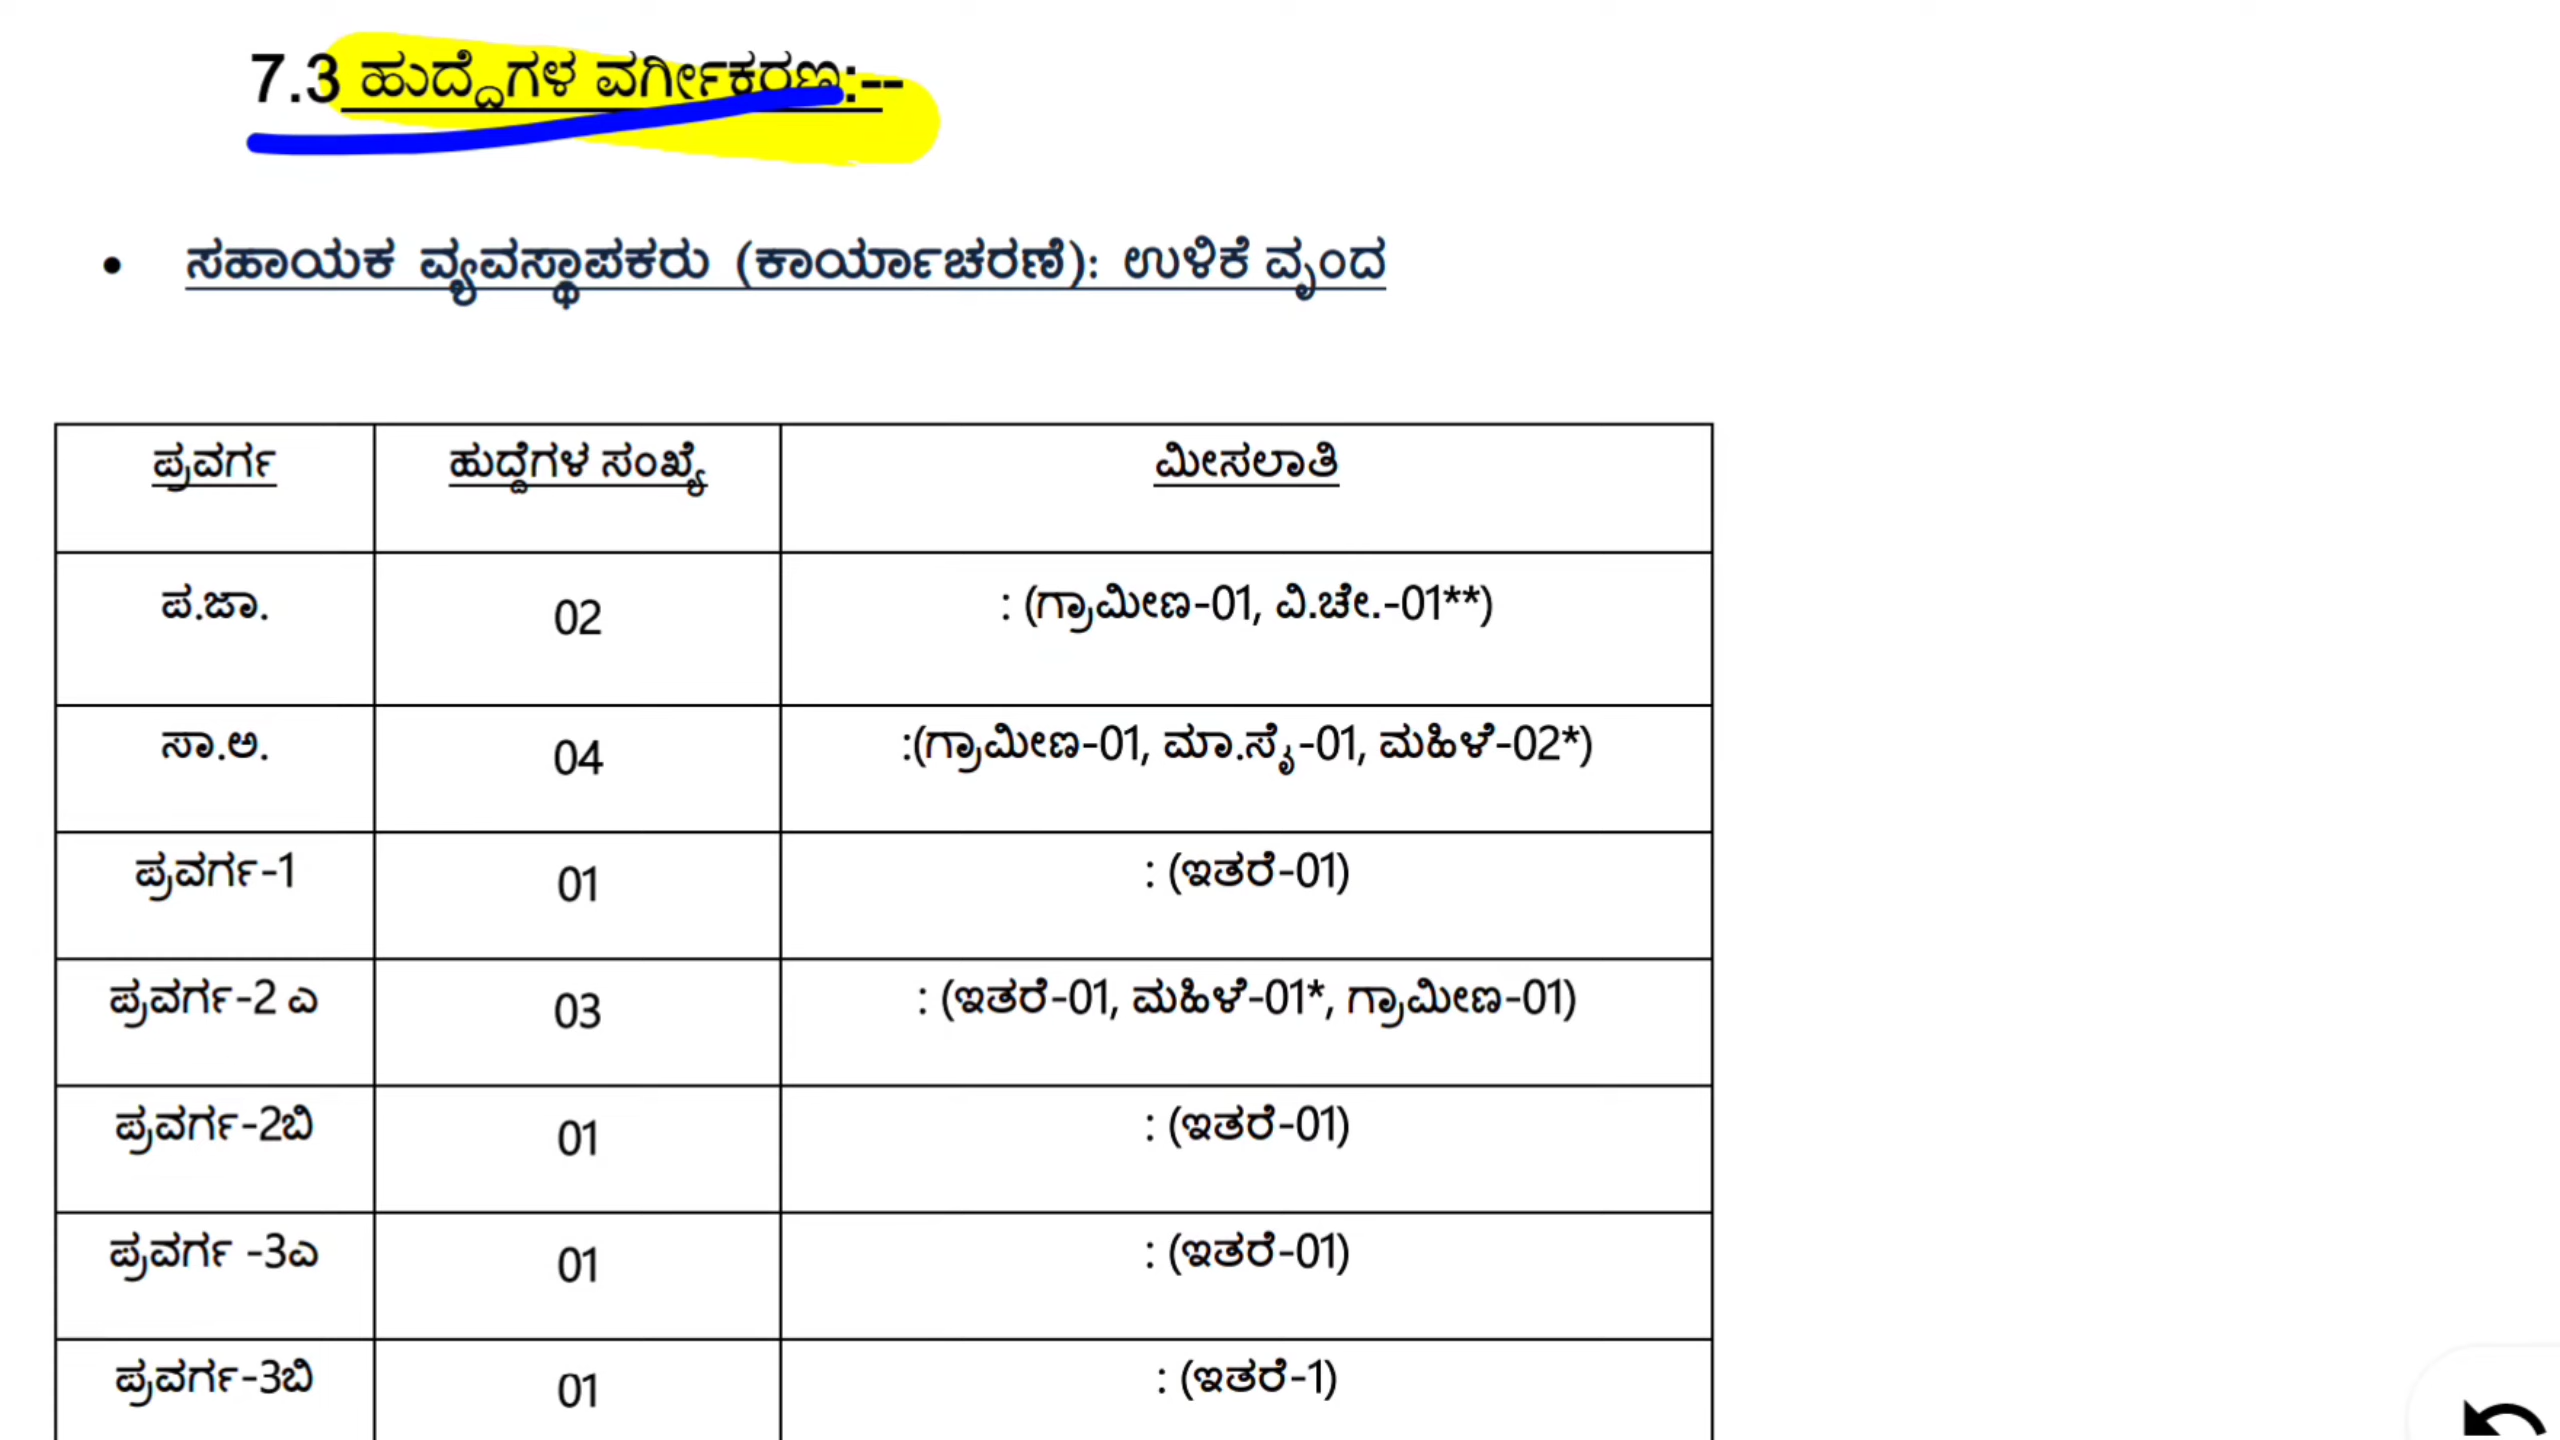 7.3 ಹುದ್ದೆಗಳ ವರ್ಗೀಕರಣ:--
• ಸಹಾಯಕ ವ್ಯವಸ್ಥಾಪಕರು (ಕಾರ್ಯಾಚರಣೆ): ಉಳಿಕೆ ವೃಂದ
ಪ್ರವರ್ಗ ಹುದ್ದೆಗಳ ಸಂಖ್ಯೆ ಮೀಸಲಾತಿ
ಪ.ಜಾ. 02 : (ಗ್ರಾಮೀಣ-01, ವಿ.ಚೇ.-01**)
ಸಾ.ಅ. 04 :(ಗ್ರಾಮೀಣ-01, ಮಾ.ಸೈ-01, ಮಹಿಳೆ-02*)
ಪ್ರವರ್ಗ-1 01 : (ಇತರೆ-01)
ಪ್ರವರ್ಗ-2 ಎ 03 : (ಇತರೆ-01, ಮಹಿಳೆ-01*, ಗ್ರಾಮೀಣ-01)
ಪ್ರವರ್ಗ-2ಬಿ 01 : (ಇತರೆ-01)
ಪ್ರವರ್ಗ -3ಎ 01 : (ಇತರೆ-01)
ಪ್ರವರ್ಗ-3ಬಿ 01 : (ಇತರೆ-1)